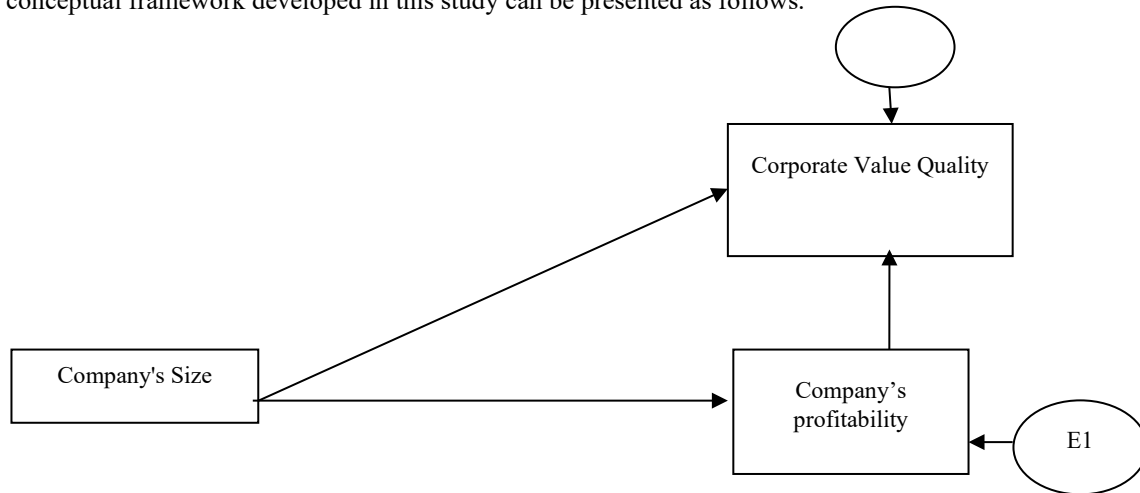 conceptual framework developed in this study can be presented as follows.
Corporate Value Quality
Company's Size
Company’s
profitability
E1